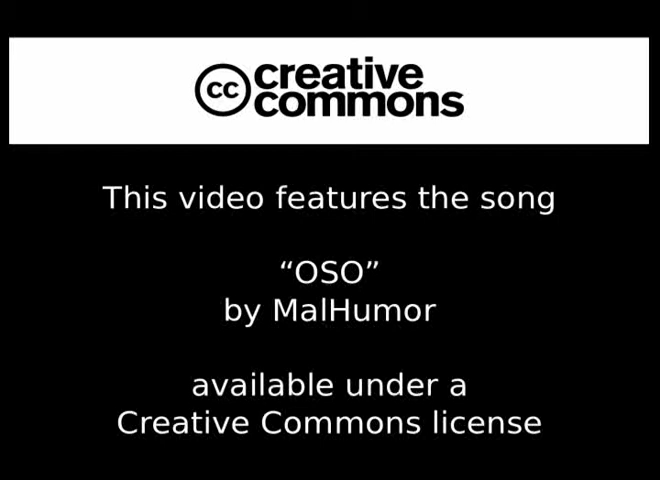 cc creative
commons
This video features the song
“OSO”
by MalHumor
available under a
Creative Commons license